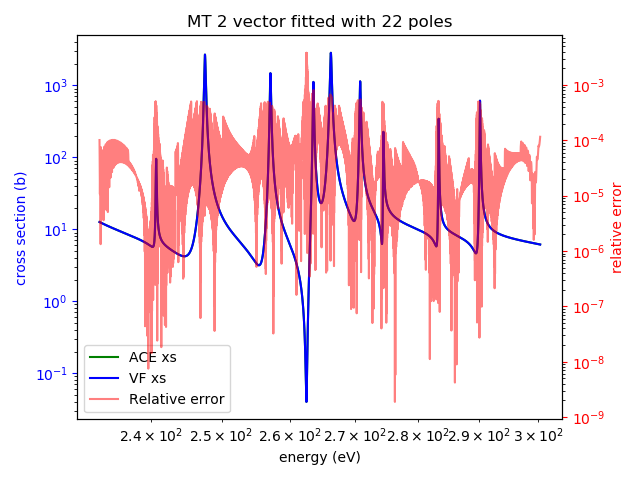 MT 2 vector fitted with 22 poles
10³
10²
10¹
10⁰
10⁻¹
cross section (b)
10⁻³
10⁻⁴
10⁻⁵
10⁻⁶
10⁻⁷
10⁻⁸
10⁻⁹
relative error
ACE xs
VF xs
Relative error
2.4 × 10² 2.5 × 10² 2.6 × 10² 2.7 × 10² 2.8 × 10² 2.9 × 10² 3 × 10²
energy (eV)